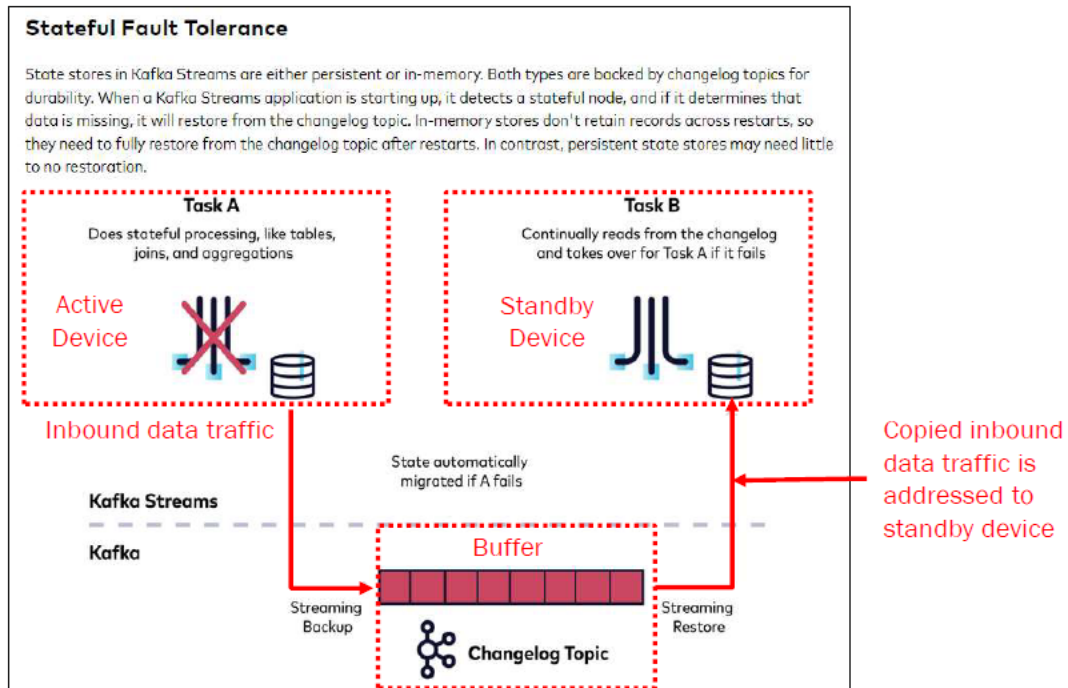 Stateful Fault Tolerance
State stores in Kafka Streams are either persistent or in-memory. Both types are backed by changelog topics for
durability. When a Kafka Streams application is starting up, it detects a stateful node, and if it determines that
data is missing, it will restore from the changelog topic. In-memory stores don't retain records across restarts, so
they need to fully restore from the changelog topic after restarts. In contrast, persistent state stores may need little
to no restoration.
Task A
Does stateful processing, like tables,
joins, and aggregations
Active
Device
Task B
Continually reads from the changelog
and takes over for Task A if it fails
Standby
Device
Inbound data traffic
State automatically
migrated if A fails
Copied inbound
data traffic is
addressed to
standby device
Kafka Streams
Kafka
Buffer
Streaming
Backup
Streaming
Restore
Changelog Topic